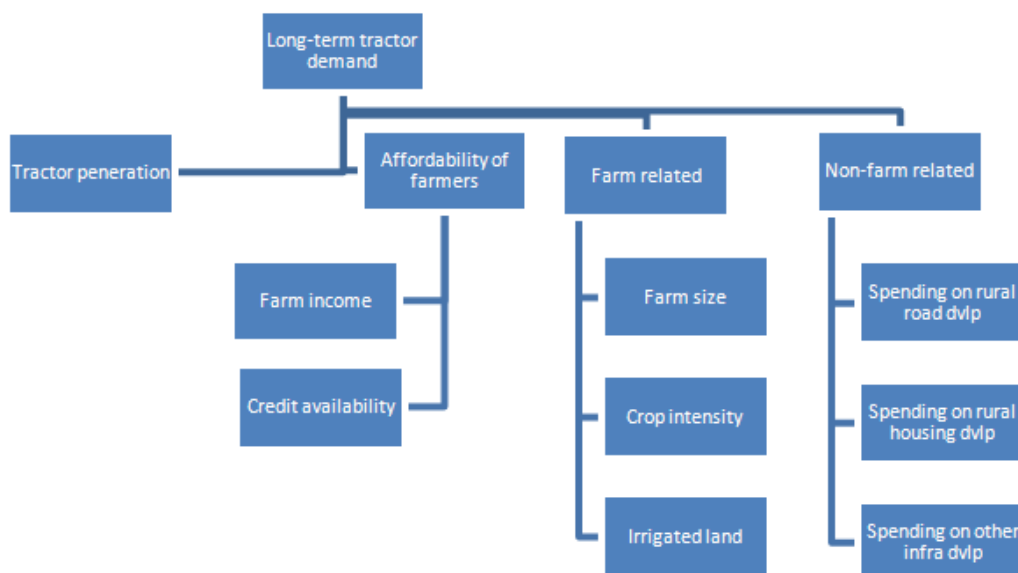 Long-term tractor
demand
Tractor peneration
Affordability of
farmers
Farm related
Non-farm related
Farm income
Credit availability
Farm size
Crop intensity
Irrigated land
Spending on rural
road dvlp
Spending on rural
housing dvlp
Spending on other
infra dvlp